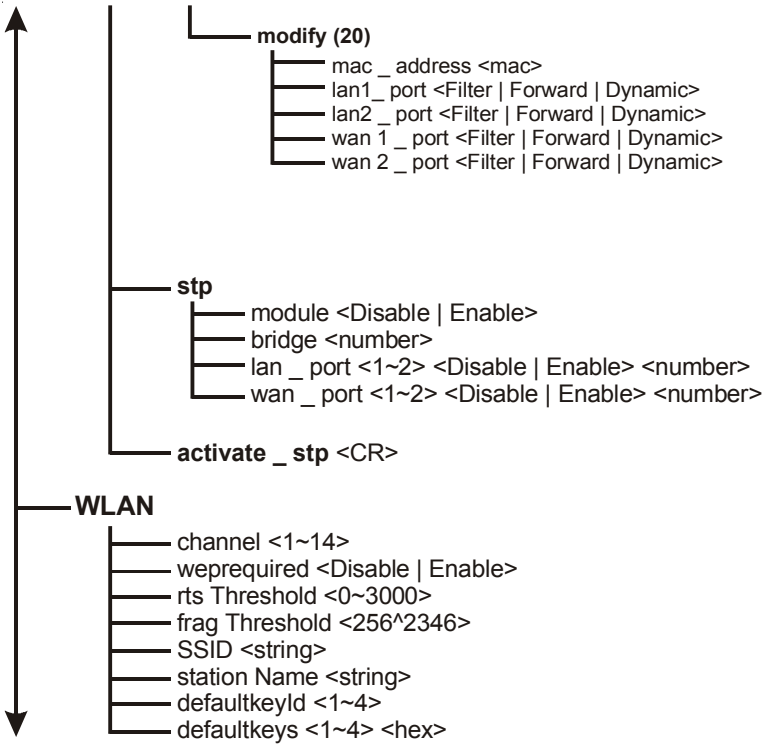 modify (20)
mac _ address <mac>
lan1_ port <Filter | Forward | Dynamic>
lan2 _ port <Filter | Forward | Dynamic>
wan 1 _ port <Filter | Forward | Dynamic>
wan 2 _ port <Filter | Forward | Dynamic>
stp
module <Disable | Enable>
bridge <number>
lan _ port <1~2> <Disable | Enable> <number>
wan _ port <1~2> <Disable | Enable> <number>
activate _ stp <CR>
WLAN
channel <1~14>
weprequired <Disable | Enable>
rts Threshold <0~3000>
frag Threshold <256^2346>
SSID <string>
station Name <string>
defaultkeyId <1~4>
defaultkeys <1~4> <hex>